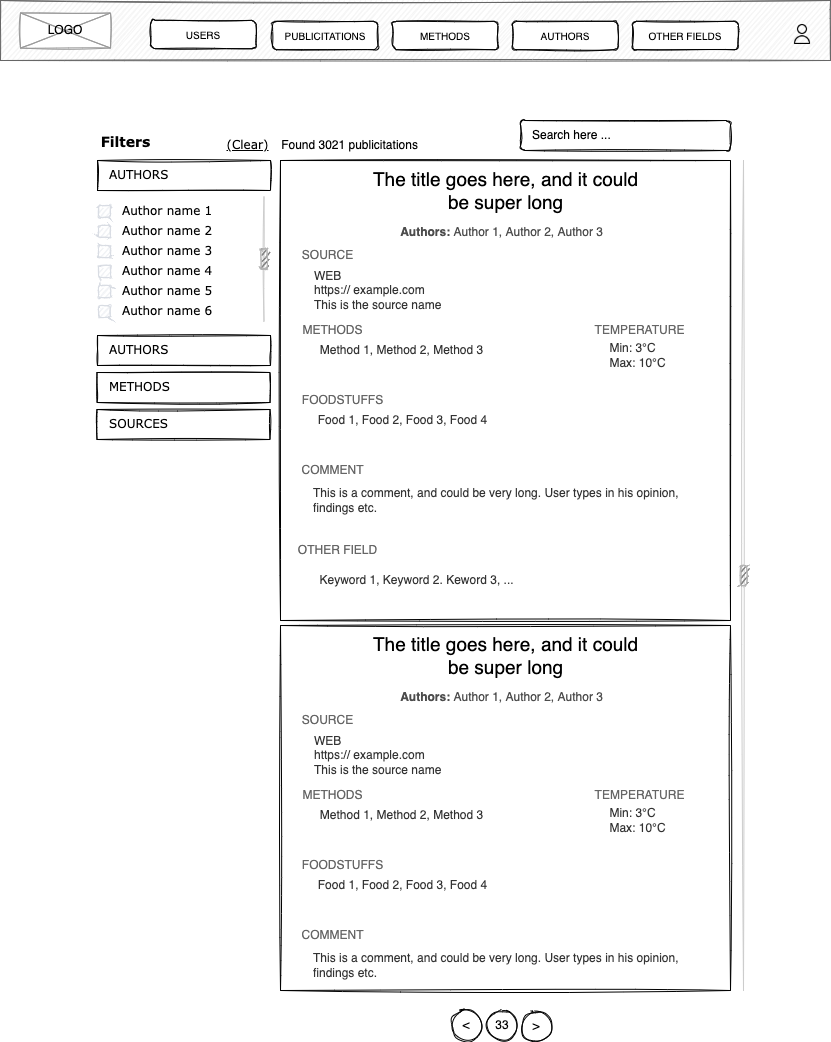 LOGO
USERS
PUBLICITATIONS
METHODS
AUTHORS
OTHER FIELDS
Filters
(Clear)
Found 3021 publicitations
Search here ...
AUTHORS
Author name 1
Author name 2
Author name 3
Author name 4
Author name 5
Author name 6
AUTHORS
METHODS
SOURCES
The title goes here, and it could
be super long
Authors: Author 1, Author 2, Author 3
SOURCE
WEB
https:// example.com
This is the source name
METHODS
Method 1, Method 2, Method 3
TEMPERATURE
Min: 3°C
Max: 10°C
FOODSTUFFS
Food 1, Food 2, Food 3, Food 4
COMMENT
This is a comment, and could be very long. User types in his opinion,
findings etc.
OTHER FIELD
Keyword 1, Keyword 2. Keword 3, ...
The title goes here, and it could
be super long
Authors: Author 1, Author 2, Author 3
SOURCE
WEB
https:// example.com
This is the source name
METHODS
Method 1, Method 2, Method 3
TEMPERATURE
Min: 3°C
Max: 10°C
FOODSTUFFS
Food 1, Food 2, Food 3, Food 4
COMMENT
This is a comment, and could be very long. User types in his opinion,
findings etc.
< 33 >